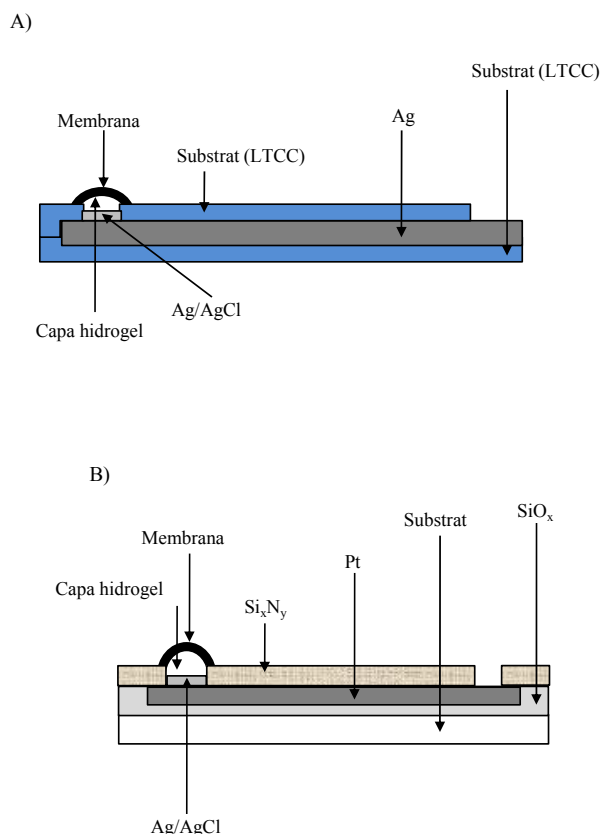 A)
Substrat (LTCC)
Ag
Membrana
Substrat (LTCC)
Ag/AgCl
Capa hidrogel
B)
Substrat
SiOx
Membrana
Pt
Capa hidrogel
SixNy
Ag/AgCl